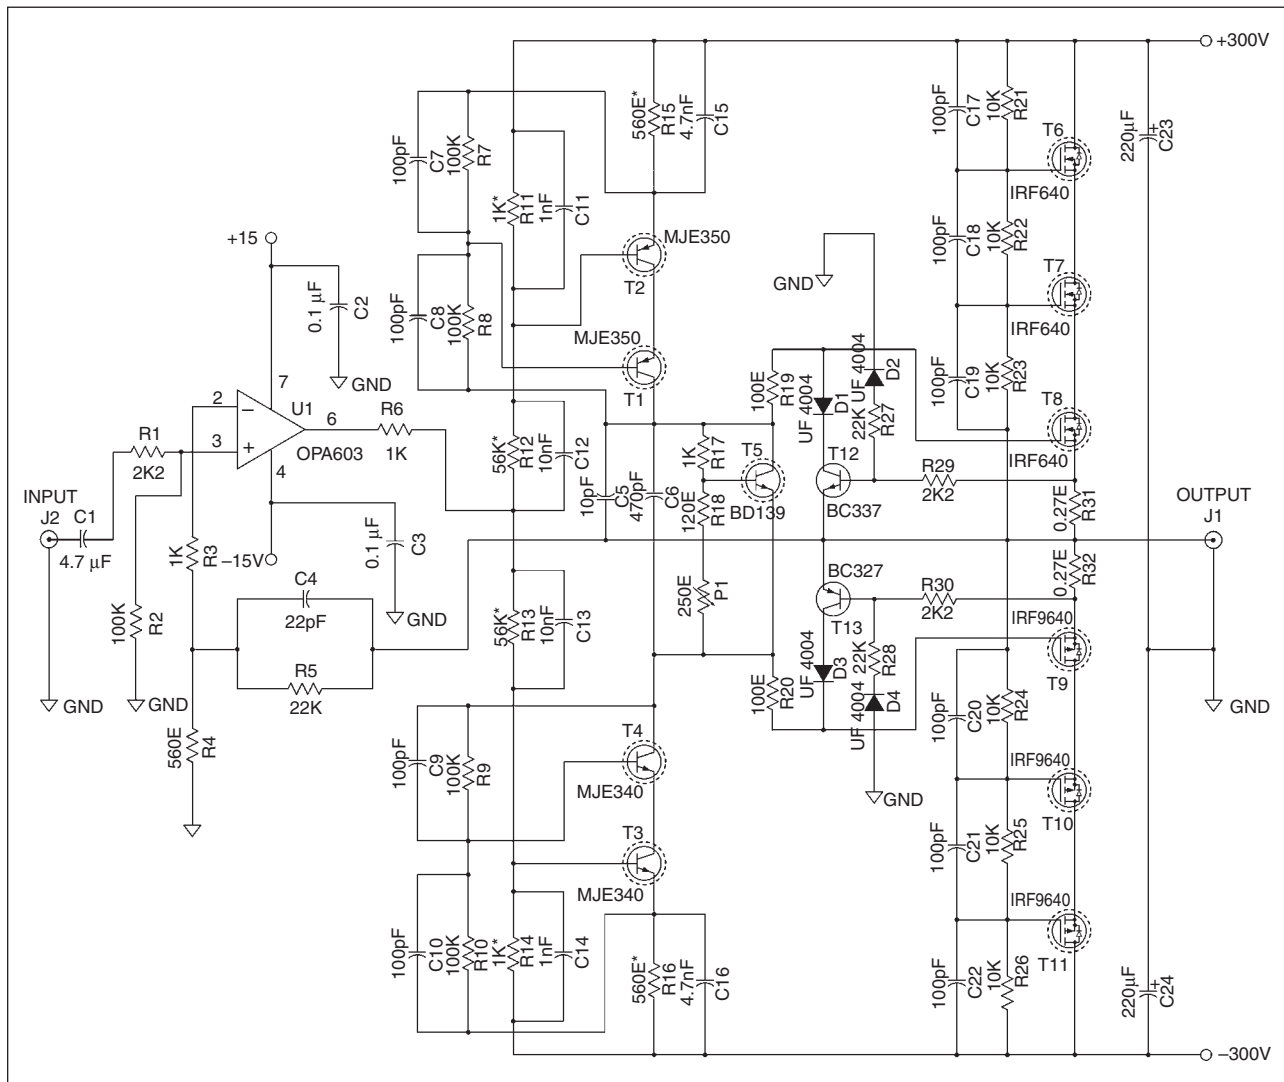 +300V
560E*
R15
4.7nF
C15
100pF
C17
10K
R21
T6
IRF640
220µF
+
C23
100pF
C7
100K
R7
1K*
R11
1nF
C11
MJE350
T2
100pF
C18
10K
R22
T7
IRF640
+15
0.1 µF
C2
GND
100pF
C8
100K
R8
MJE350
T1
GND
100E
R19
UF 4004
D1
UF 4004
D2
22K
R27
100pF
C19
10K
R23
T8
IRF640
7
2
3
6
4
−
+
U1
OPA603
R1
2K2
R6
1K
56K*
R12
10nF
C12
10pF
C5
470pF
C6
1K
R17
120E
R18
T5
BD139
T12
BC337
R29
2K2
0.27E
R31
INPUT
J2
C1
4.7 µF
OUTPUT
J1
1K
R3
–15V
0.1 µF
C3
GND
C4
22pF
R5
22K
100K
R2
GND
GND
560E
R4
56K*
R13
10nF
C13
250E
P1
BC327
T13
R30
2K2
0.27E
R32
IRF9640
T9
UF 4004
D3
22K
R28
UF 4004
D4
100E
R20
GND
GND
100pF
C9
100K
R9
T4
MJE340
100pF
C20
10K
R24
IRF9640
T10
T3
MJE340
100pF
C21
10K
R25
IRF9640
T11
100pF
C10
100K
R10
1K*
R14
1nF
C14
560E*
R16
4.7nF
C16
100pF
C22
10K
R26
220µF
+
C24
–300V